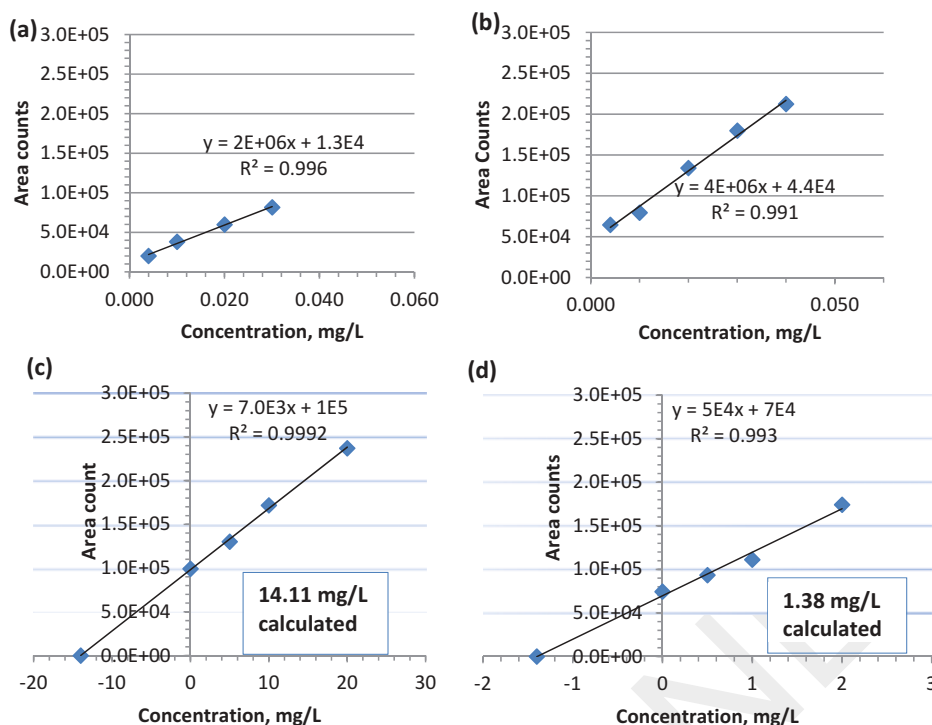 (a)
3.0E+05
2.5E+05
2.0E+05
1.5E+05
1.0E+05
5.0E+04
0.0E+00
Area counts
y = 2E+06x + 1.3E4
R² = 0.996
0.000 0.020 0.040 0.060
Concentration, mg/L
(b)
3.0E+05
2.5E+05
2.0E+05
1.5E+05
1.0E+05
5.0E+04
0.0E+00
Area Counts
y = 4E+06x + 4.4E4
R² = 0.991
0.000 0.050
Concentration, mg/L
(c)
3.0E+05
2.5E+05
2.0E+05
1.5E+05
1.0E+05
5.0E+04
0.0E+00
Area count
y = 7.0E3x + 1E5
R² = 0.9992
14.11 mg/L
calculated
-20 -10 0 10 20 30
Concentration, mg/L
(d)
3.0E+05
2.5E+05
2.0E+05
1.5E+05
1.0E+05
5.0E+04
0.0E+00
Area count
y = 5E4x + 7E4
R² = 0.993
1.38 mg/L
calculated
-2 -1 0 1 2 3
Concentration, mg/L